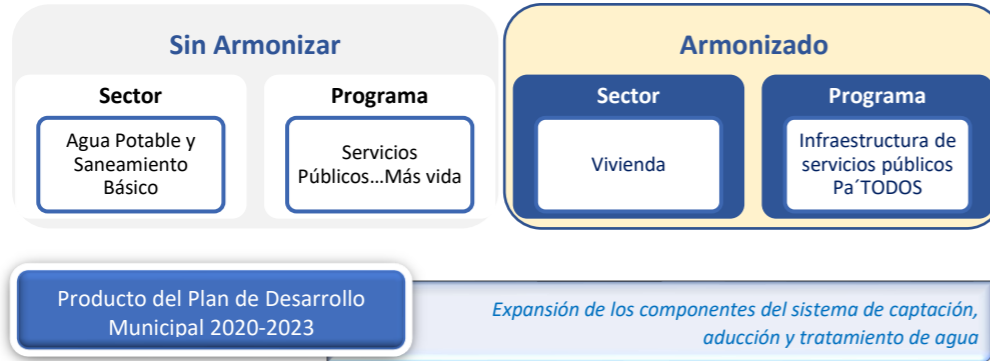 Sin Armonizar
Sector
Agua Potable y
Saneamiento
Básico
Programa
Servicios
Públicos...Más vida
Armonizado
Sector
Vivienda
Programa
Infraestructura de
servicios públicos
Pa´TODOS
Producto del Plan de Desarrollo
Municipal 2020-2023
Expansión de los componentes del sistema de captación,
aducción y tratamiento de agua